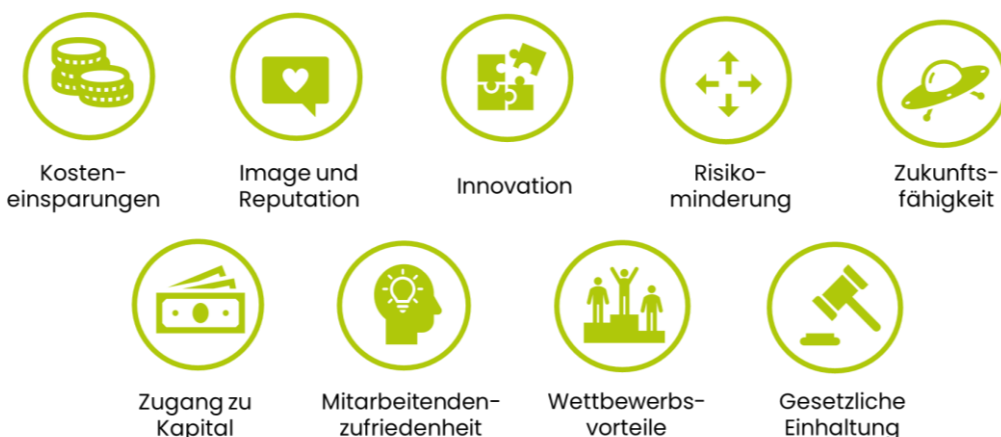 Kosten-
einsparungen
Image und
Reputation
Innovation
Risiko-
minderung
Zukunfts-
fähigkeit
Zugang zu
Kapital
Mitarbeitenden-
zufriedenheit
Wettbewerbs-
vorteile
Gesetzliche
Einhaltung